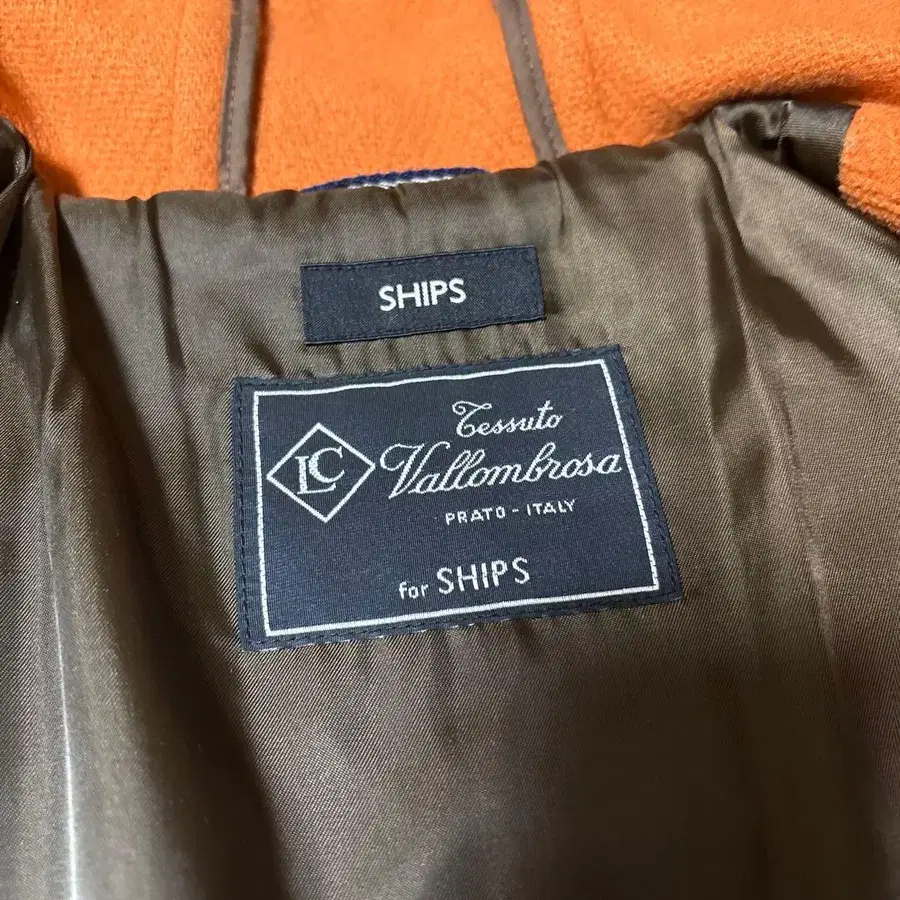 SHIPS
Tessuto
LC Vallombrosa
PRATO - ITALY
for SHIPS